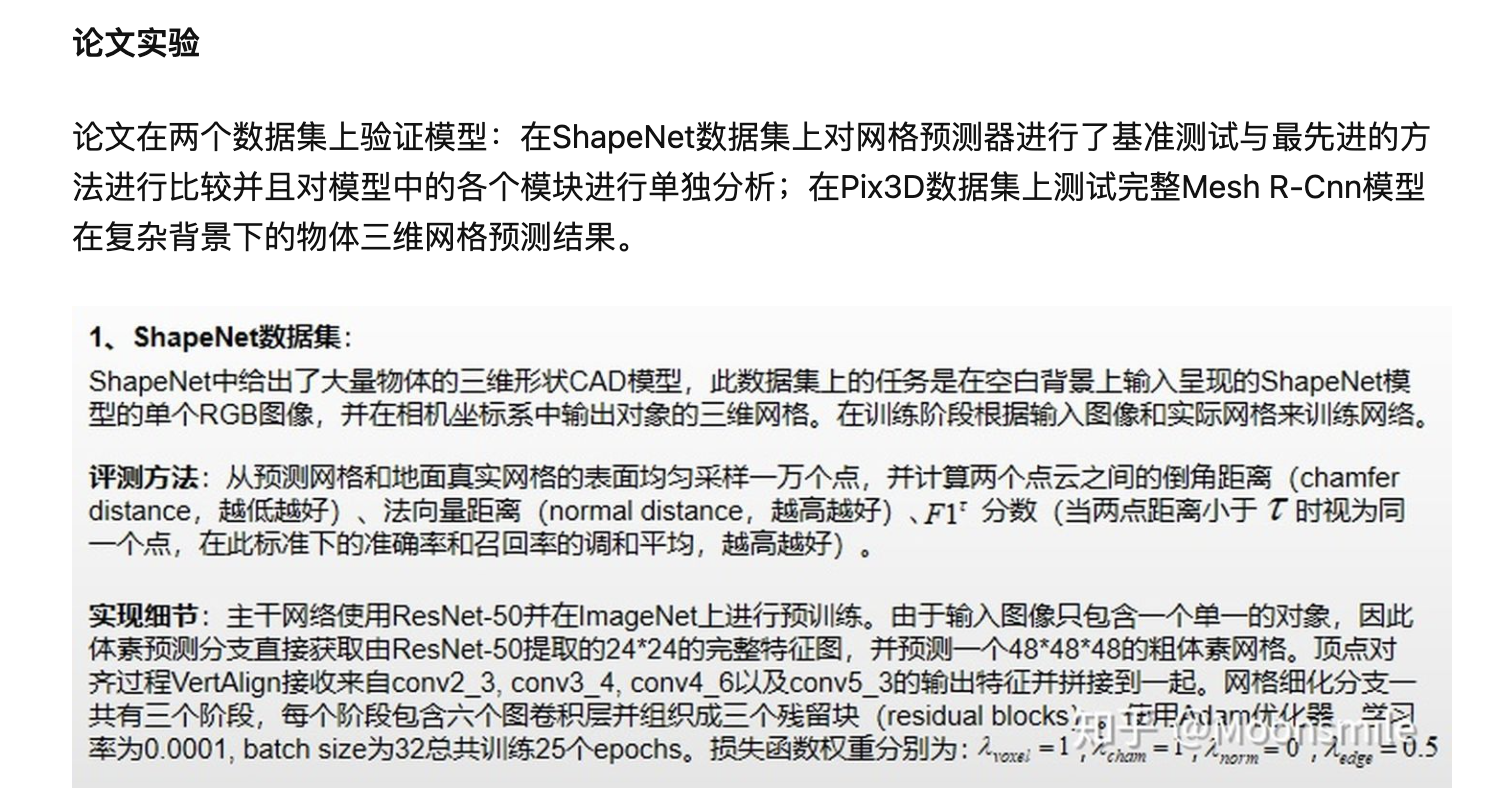 论文实验
论文在两个数据集上验证模型：在ShapeNet数据集上对网格预测器进行了基准测试与最先进的方
法进行比较并且对模型中的各个模块进行单独分析；在Pix3D数据集上测试完整Mesh R-Cnn模型
在复杂背景下的物体三维网格预测结果。
1、ShapeNet数据集：
ShapeNet中给出了大量物体的三维形状CAD模型，此数据集上的任务是在空白背景上输入呈现的ShapeNet模
型的单个RGB图像，并在相机坐标系中输出对象的三维网格。在训练阶段根据输入图像和实际网格来训练网络。
评测方法：从预测网格和地面真实网格的表面均匀采样一万个点，并计算两个点云之间的倒角距离（chamfer
distance，越低越好）、法向量距离（normal distance，越高越好）、F1^τ 分数（当两点距离小于 τ 时视为同
一个点，在此标准下的准确率和召回率的调和平均，越高越好）。
实现细节：主干网络使用ResNet-50并在ImageNet上进行预训练。由于输入图像只包含一个单一的对象，因此
体素预测分支直接获取由ResNet-50提取的24*24的完整特征图，并预测一个48*48*48的粗体素网格。顶点对
齐过程VertAlign接收来自conv2_3, conv3_4, conv4_6以及conv5_3的输出特征并拼接到一起。网格细化分支一
共有三个阶段，每个阶段包含六个图卷积层并组织成三个残留块（residual blocks）。使用Adam优化器，学习
率为0.0001, batch size为32总共训练25个epochs。损失函数权重分别为：λvoxel =1 , λcham =1 , λnorm =0 , λedge =0.5
知乎 @Moonsmile